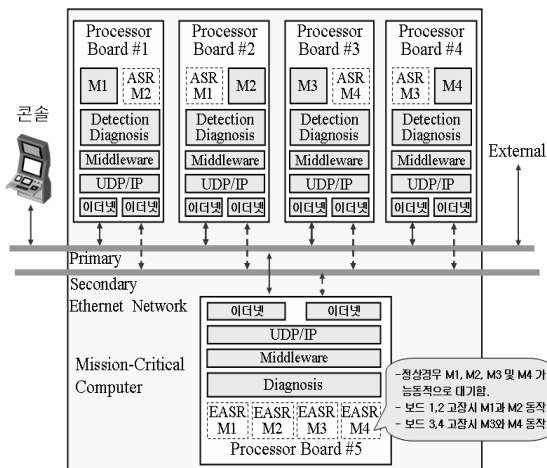 Processor
Board #1
M1
ASR
M2
Detection
Diagnosis
Middleware
UDP/IP
이더넷
이더넷
Processor
Board #2
ASR
M1
M2
Detection
Diagnosis
Middleware
UDP/IP
이더넷
이더넷
Processor
Board #3
M3
ASR
M4
Detection
Diagnosis
Middleware
UDP/IP
이더넷
이더넷
Processor
Board #4
ASR
M3
M4
Detection
Diagnosis
Middleware
UDP/IP
이더넷
이더넷
콘솔
External
Primary
Secondary
Ethernet Network
Mission-Critical
Computer
이더넷
이더넷
UDP/IP
Middleware
Diagnosis
EASR
M1
EASR
M2
EASR
M3
EASR
M4
Processor Board #5
- 정상경우 M1, M2, M3 및 M4 가
능동적으로 대기함.
- 보드 1,2 고장시 M1과 M2 동작
- 보드 3,4 고장시 M3와 M4 동작